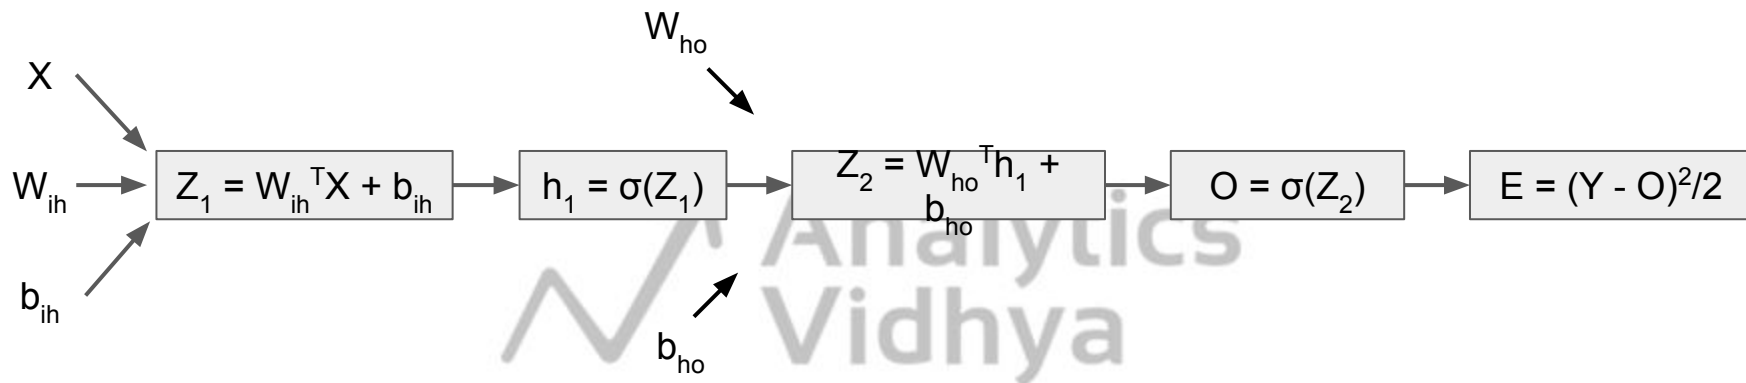 W_ho
X
W_ih
b_ih
Z_1 = W_ih^T X + b_ih
h_1 = σ(Z_1)
Z_2 = W_ho^T h_1 +
b_ho
O = σ(Z_2)
E = (Y - O)^2/2
b_ho
Analytics
Vidhya